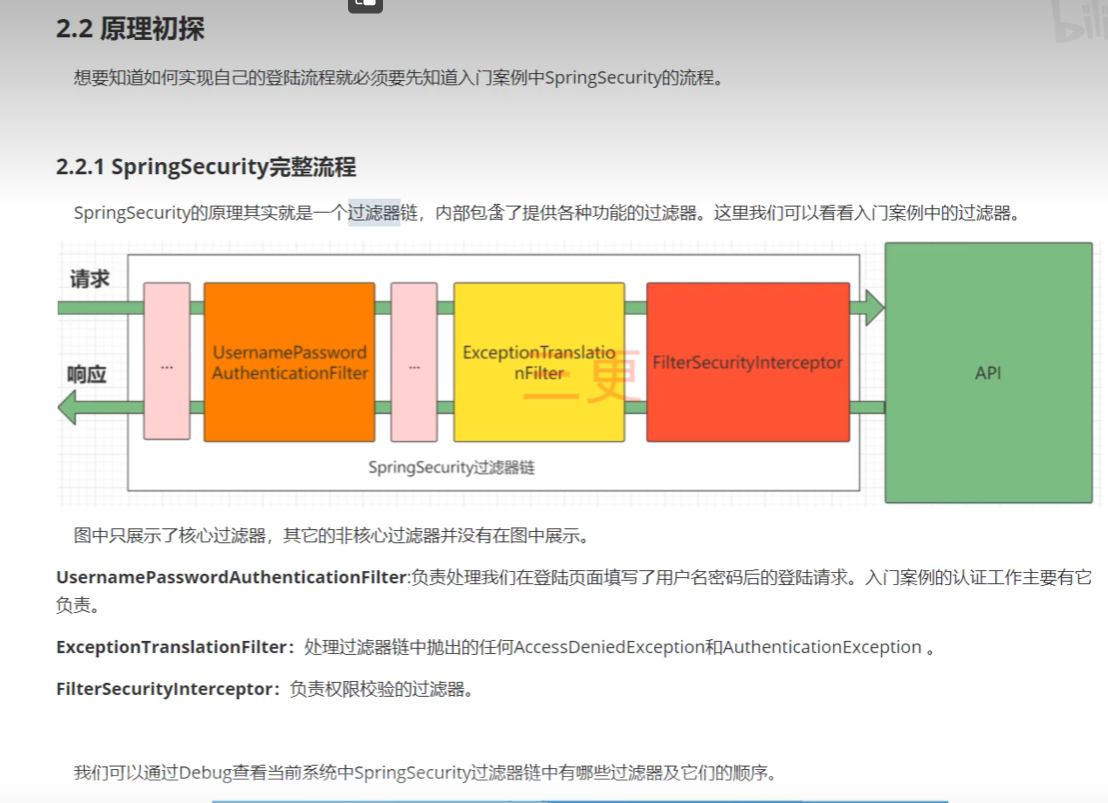 2.2 原理初探
想要知道如何实现自己的登陆流程就必须要先知道入门案例中SpringSecurity的流程。
2.2.1 SpringSecurity完整流程
SpringSecurity的原理其实就是一个过滤器链，内部包含了提供各种功能的过滤器。这里我们可以看看入门案例中的过滤器。
请求
响应
...
UsernamePassword
AuthenticationFilter
...
ExceptionTranslatio
nFilter
三更
FilterSecurityInterceptor
API
SpringSecurity过滤器链
图中只展示了核心过滤器，其它的非核心过滤器并没有在图中展示。
UsernamePasswordAuthenticationFilter:负责处理我们在登陆页面填写了用户名密码后的登陆请求。入门案例的认证工作主要有它
负责。
ExceptionTranslationFilter：处理过滤器链中抛出的任何AccessDeniedException和AuthenticationException 。
FilterSecurityInterceptor：负责权限校验的过滤器。
我们可以通过Debug查看当前系统中SpringSecurity过滤器链中有哪些过滤器及它们的顺序。